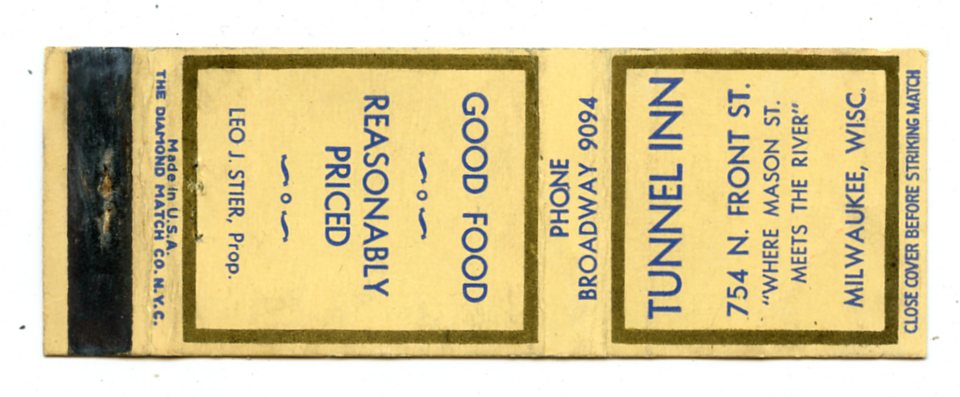 TUNNEL INN
754 N. FRONT ST.
"WHERE MASON ST.
MEETS THE RIVER"
MILWAUKEE, WISC.
CLOSE COVER BEFORE STRIKING MATCH
PHONE
BROADWAY 9094
GOOD FOOD
REASONABLY
PRICED
LEO J. STIER, Prop.
Made in U.S.A.
THE DIAMOND MATCH CO. N.Y.C.